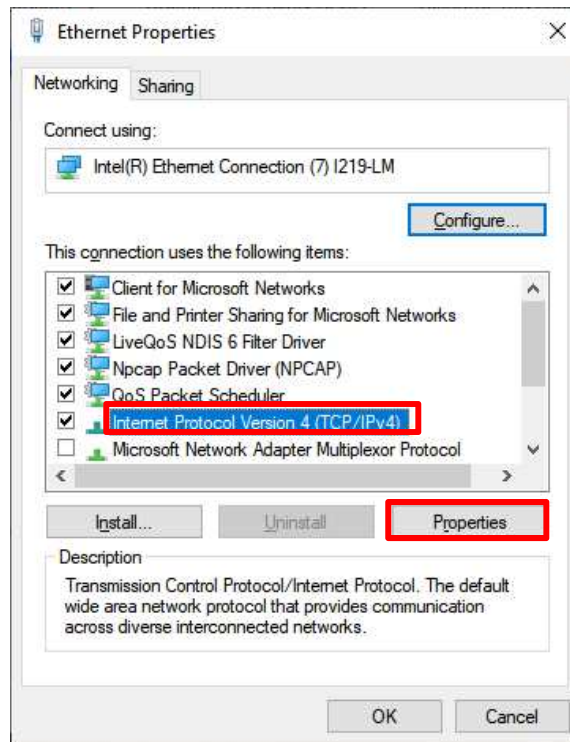 Ethernet Properties
Networking Sharing
Connect using:
Intel(R) Ethernet Connection (7) I219-LM
Configure...
This connection uses the following items:
Client for Microsoft Networks
File and Printer Sharing for Microsoft Networks
LiveQoS NDIS 6 Filter Driver
Npcap Packet Driver (NPCAP)
QoS Packet Scheduler
Internet Protocol Version 4 (TCP/IPv4)
Microsoft Network Adapter Multiplexor Protocol
Install... Uninstall Properties
Description
Transmission Control Protocol/Internet Protocol. The default
wide area network protocol that provides communication
across diverse interconnected networks.
OK Cancel